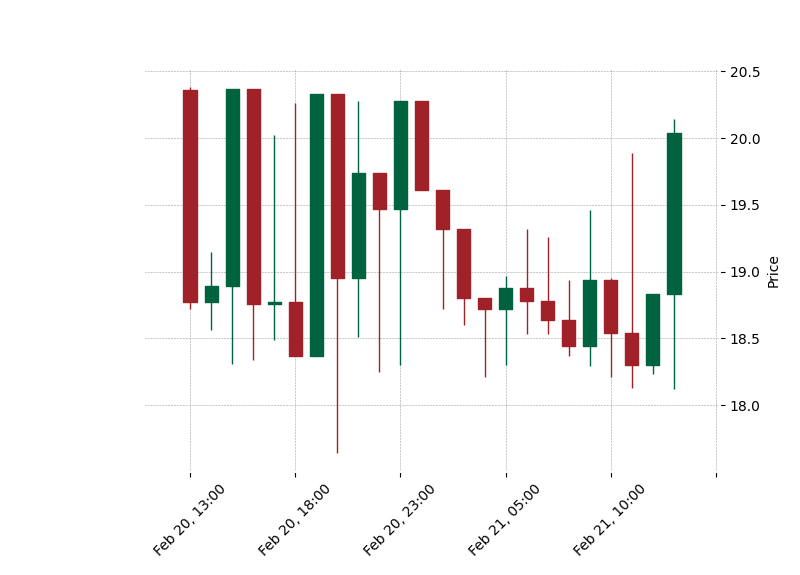 20.5
20.0
19.5
19.0
18.5
18.0
Price
Feb 20, 13:00
Feb 20, 18:00
Feb 20, 23:00
Feb 21, 05:00
Feb 21, 10:00